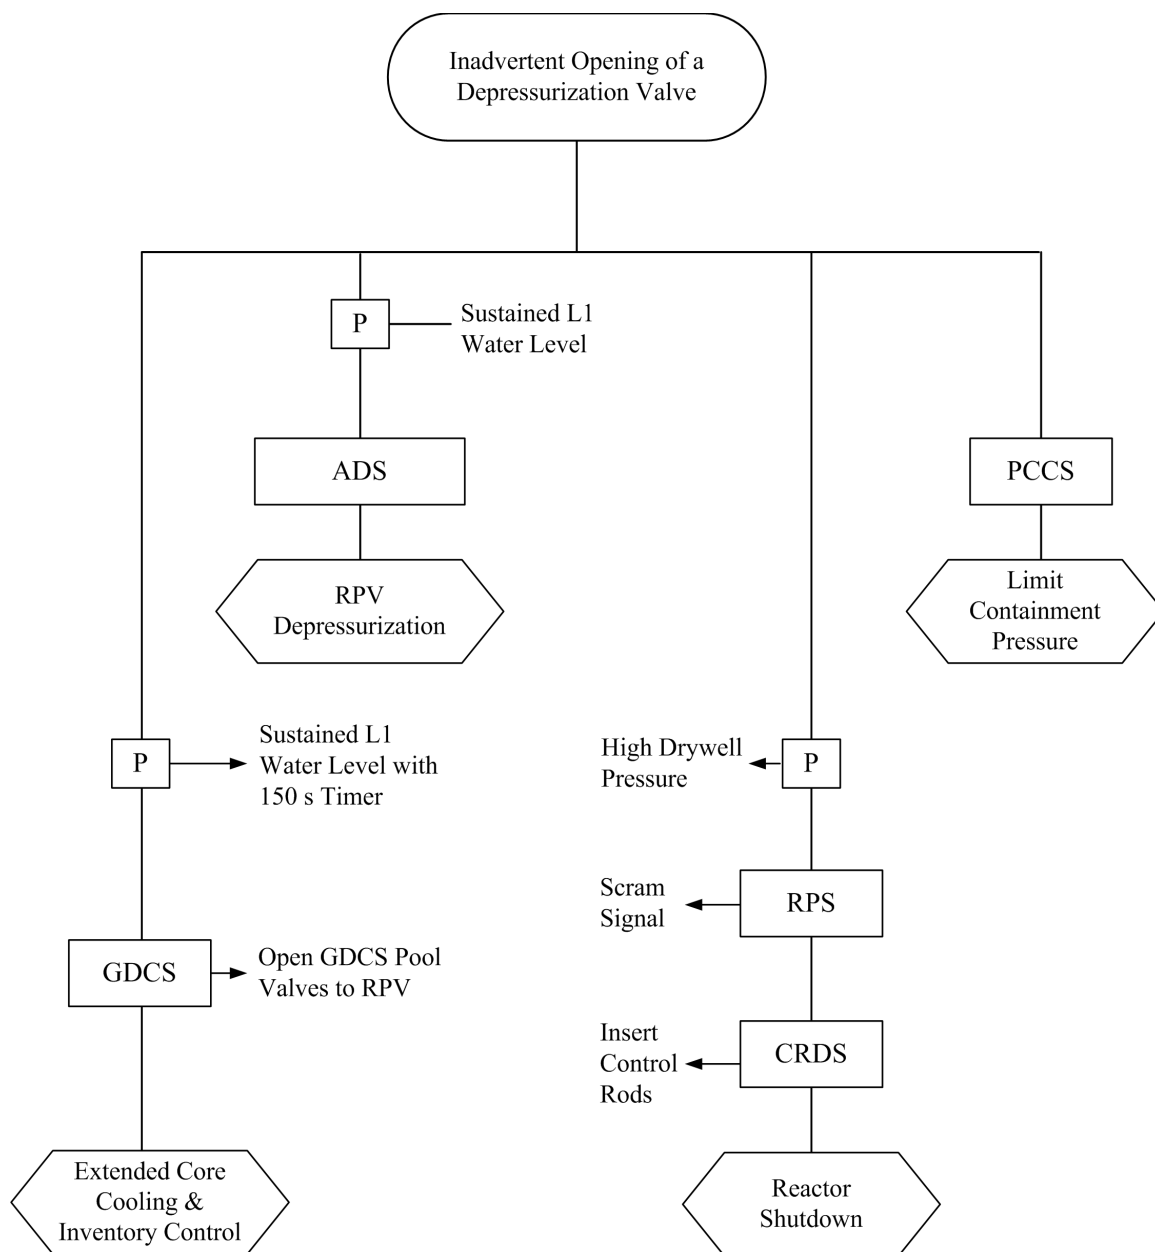 Inadvertent Opening of a
Depressurization Valve
P
Sustained L1
Water Level
ADS
PCCS
RPV
Depressurization
Limit
Containment
Pressure
P
Sustained L1
Water Level with
150 s Timer
High Drywell
Pressure
P
Scram
Signal
RPS
GDCS
Open GDCS Pool
Valves to RPV
Insert
Control
Rods
CRDS
Extended Core
Cooling &
Inventory Control
Reactor
Shutdown